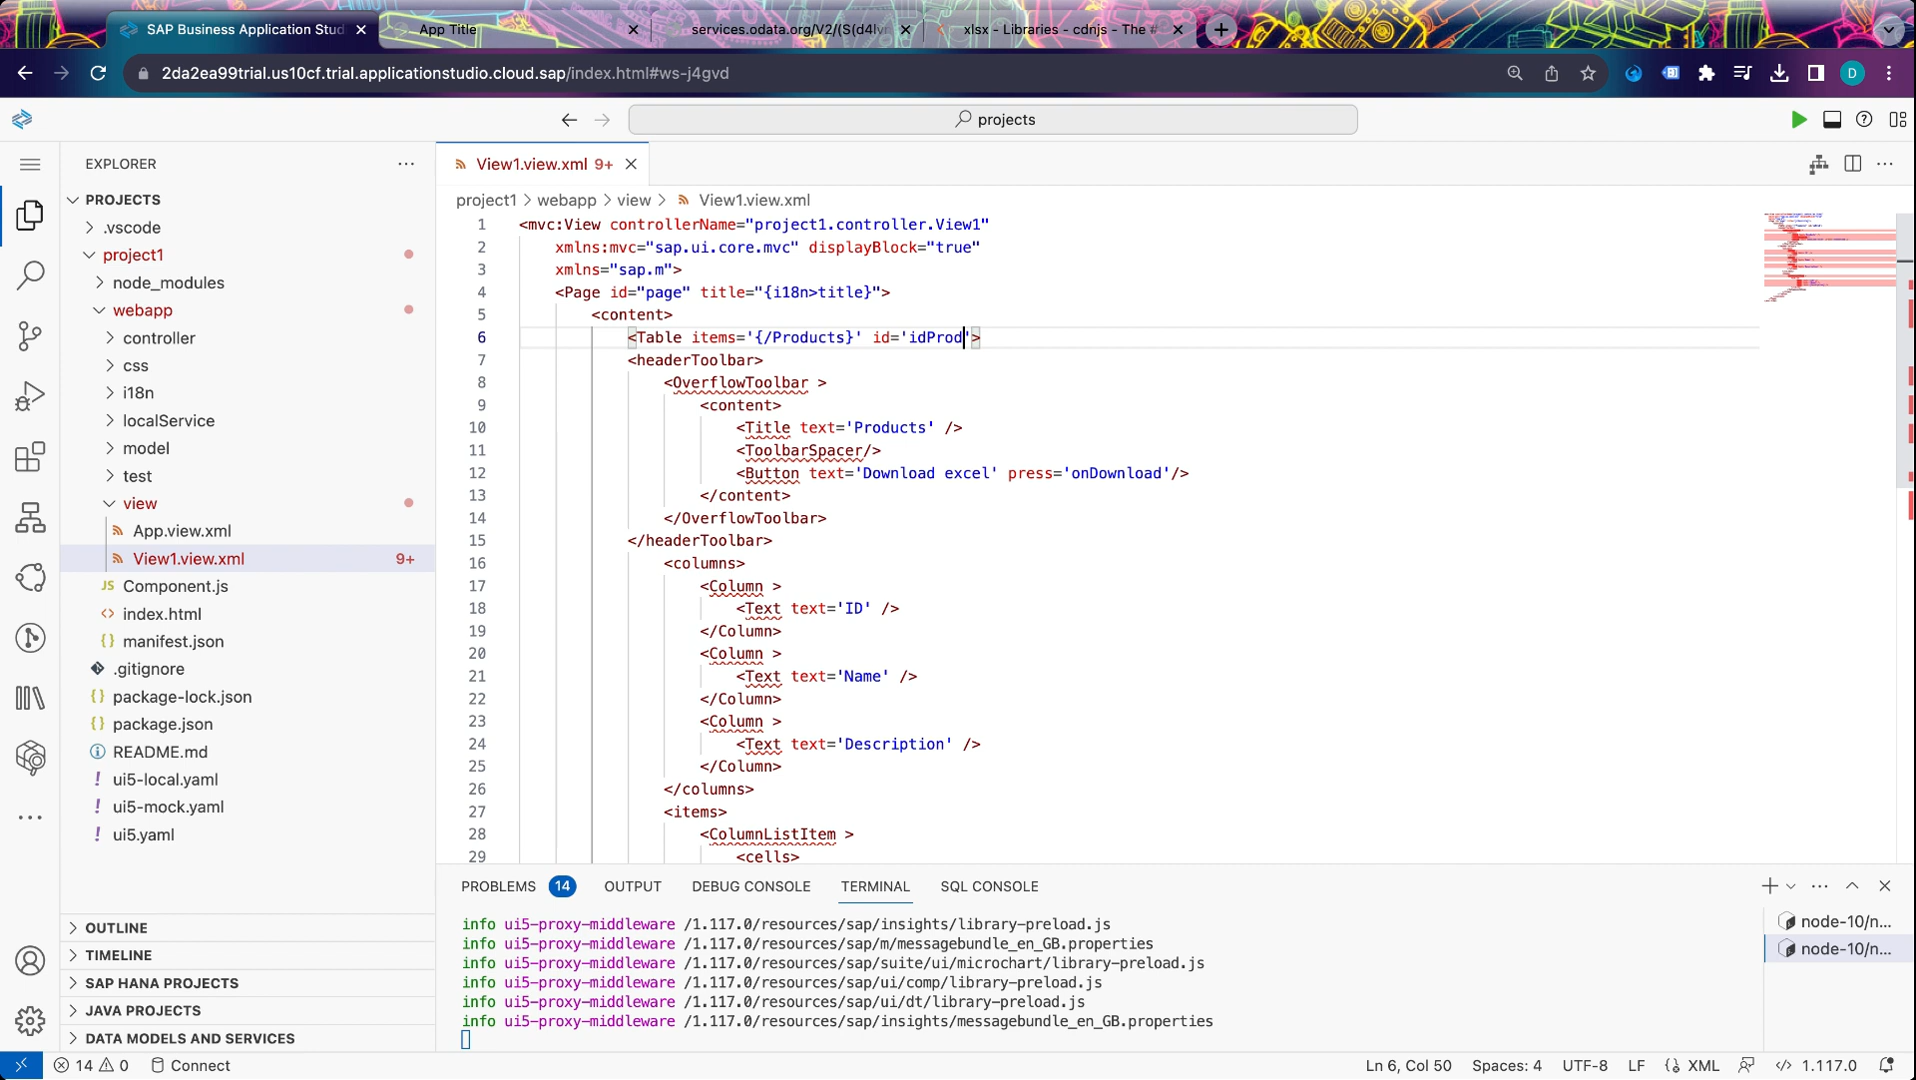 SAP Business Application Stud
App Title
services.odata.org/V2/(S(d4lvr
xlsx - Libraries - cdnjs - The #
2da2ea99trial.us10cf.trial.applicationstudio.cloud.sap/index.html#ws-j4gvd
D
projects
EXPLORER
PROJECTS
.vscode
project1
node_modules
webapp
controller
css
i18n
localService
model
test
view
App.view.xml
View1.view.xml 9+
JS Component.js
<> index.html
{} manifest.json
.gitignore
{} package-lock.json
{} package.json
README.md
! ui5-local.yaml
! ui5-mock.yaml
! ui5.yaml
OUTLINE
TIMELINE
SAP HANA PROJECTS
JAVA PROJECTS
DATA MODELS AND SERVICES
View1.view.xml 9+
project1 > webapp > view > View1.view.xml
1 <mvc:View controllerName="project1.controller.View1"
2 xmlns:mvc="sap.ui.core.mvc" displayBlock="true"
3 xmlns="sap.m">
4 <Page id="page" title="{i18n>title}">
5 <content>
6 <Table items='{/Products}' id='idProd'>
7 <headerToolbar>
8 <OverflowToolbar >
9 <content>
10 <Title text='Products' />
11 <ToolbarSpacer/>
12 <Button text='Download excel' press='onDownload'/>
13 </content>
14 </OverflowToolbar>
15 </headerToolbar>
16 <columns>
17 <Column >
18 <Text text='ID' />
19 </Column>
20 <Column >
21 <Text text='Name' />
22 </Column>
23 <Column >
24 <Text text='Description' />
25 </Column>
26 </columns>
27 <items>
28 <ColumnListItem >
29 <cells>
PROBLEMS 14 OUTPUT DEBUG CONSOLE TERMINAL SQL CONSOLE
info ui5-proxy-middleware /1.117.0/resources/sap/insights/library-preload.js
info ui5-proxy-middleware /1.117.0/resources/sap/m/messagebundle_en_GB.properties
info ui5-proxy-middleware /1.117.0/resources/sap/suite/ui/microchart/library-preload.js
info ui5-proxy-middleware /1.117.0/resources/sap/ui/comp/library-preload.js
info ui5-proxy-middleware /1.117.0/resources/sap/ui/dt/library-preload.js
info ui5-proxy-middleware /1.117.0/resources/sap/insights/messagebundle_en_GB.properties
node-10/n...
node-10/n...
14 0 Connect
Ln 6, Col 50 Spaces: 4 UTF-8 LF {} XML </> 1.117.0